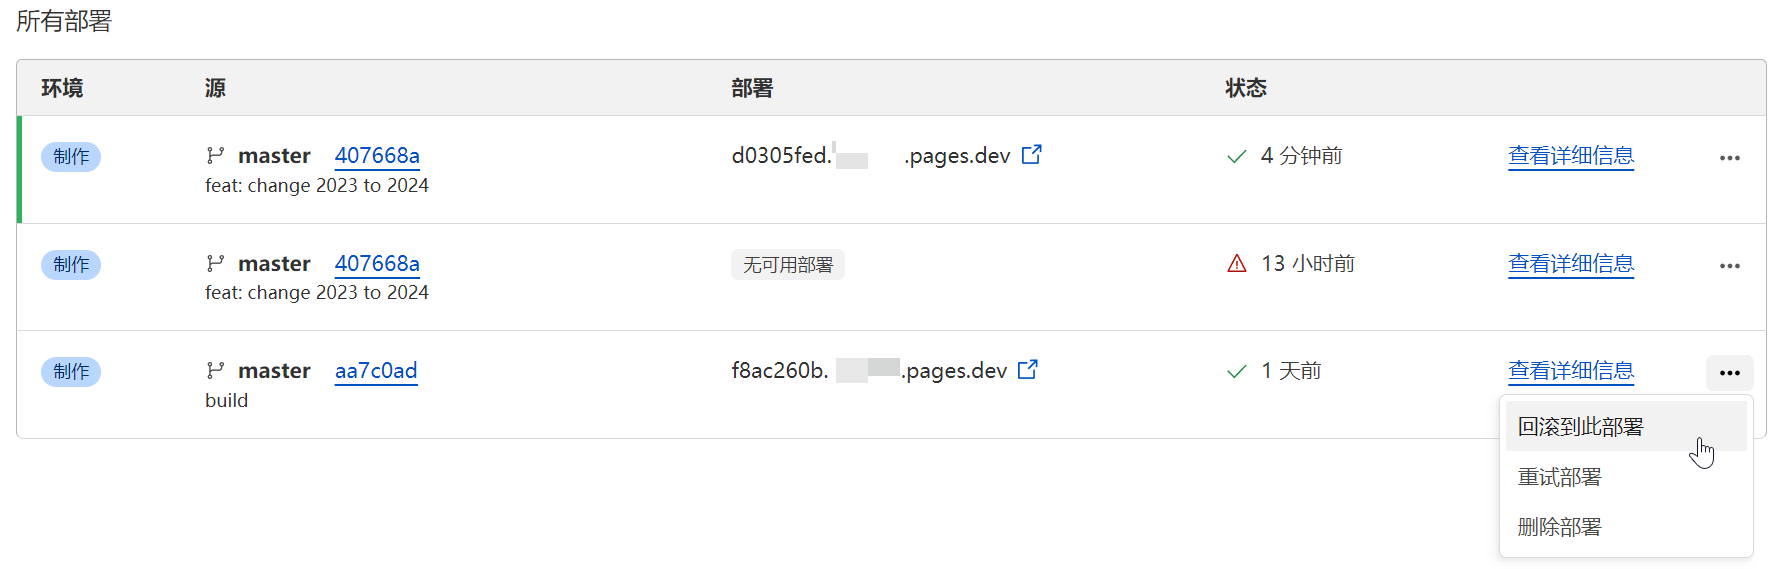 所有部署
环境 源 部署 状态
制作 master 407668a d0305fed. .pages.dev 4 分钟前 查看详细信息
feat: change 2023 to 2024
制作 master 407668a 无可用部署 13 小时前 查看详细信息
feat: change 2023 to 2024
制作 master aa7c0ad f8ac260b. .pages.dev 1 天前 查看详细信息
build
回滚到此部署
重试部署
删除部署